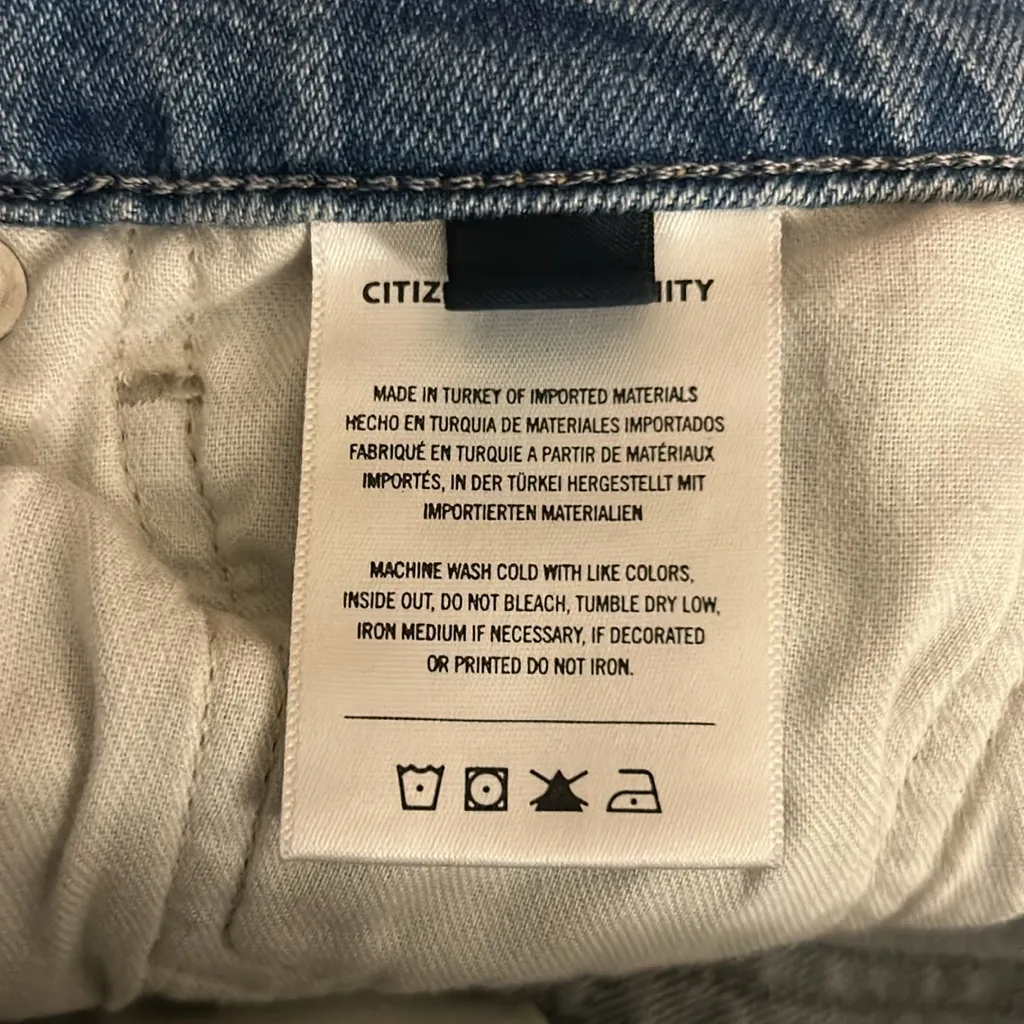 CITIZ ITY
MADE IN TURKEY OF IMPORTED MATERIALS
HECHO EN TURQUIA DE MATERIALES IMPORTADOS
FABRIQUÉ EN TURQUIE A PARTIR DE MATÉRIAUX
IMPORTÉS, IN DER TÜRKEI HERGESTELLT MIT
IMPORTIERTEN MATERIALIEN
MACHINE WASH COLD WITH LIKE COLORS,
INSIDE OUT, DO NOT BLEACH, TUMBLE DRY LOW,
IRON MEDIUM IF NECESSARY, IF DECORATED
OR PRINTED DO NOT IRON.